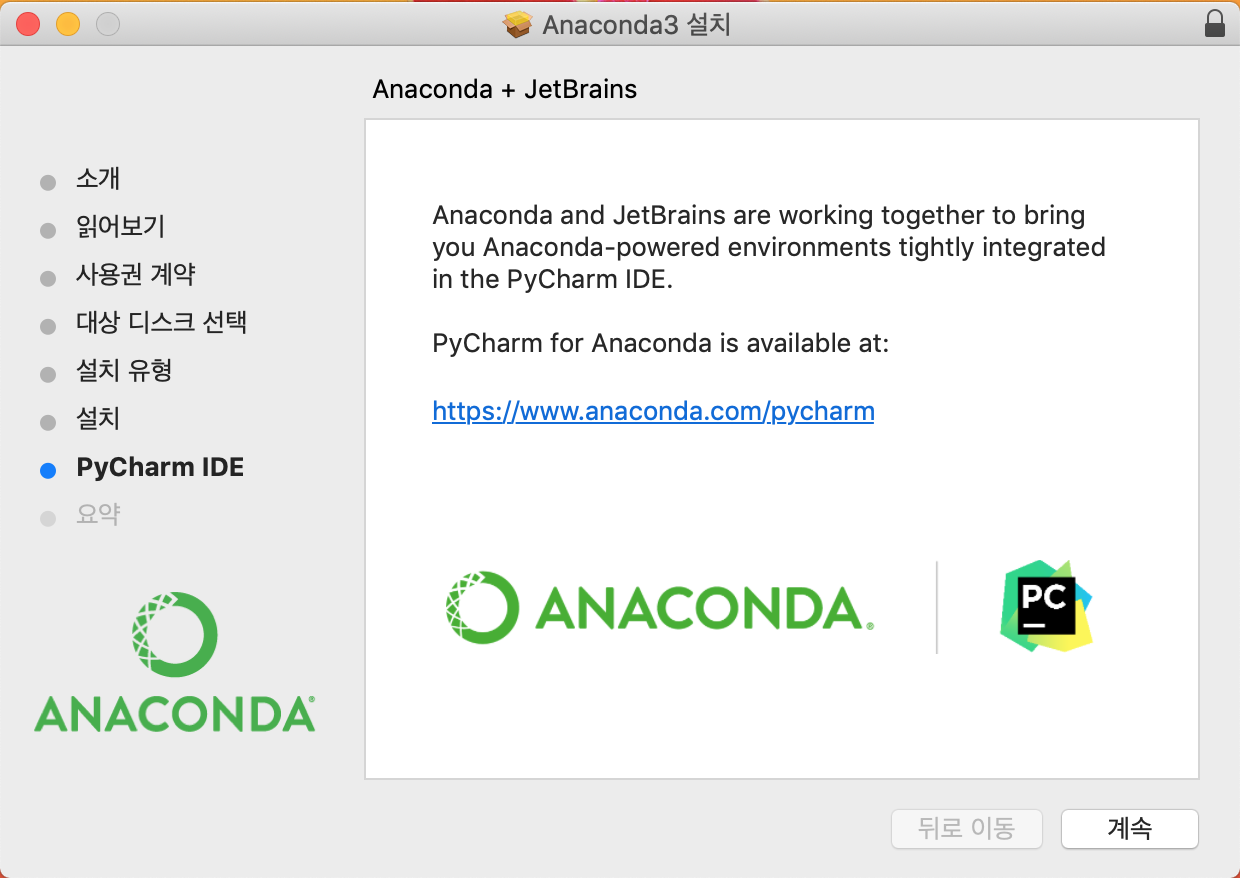 Anaconda3 설치
Anaconda + JetBrains
소개
읽어보기
사용권 계약
대상 디스크 선택
설치 유형
설치
PyCharm IDE
요약
ANACONDA®
Anaconda and JetBrains are working together to bring
you Anaconda-powered environments tightly integrated
in the PyCharm IDE.
PyCharm for Anaconda is available at:
https://www.anaconda.com/pycharm
ANACONDA®
PC
뒤로 이동
계속